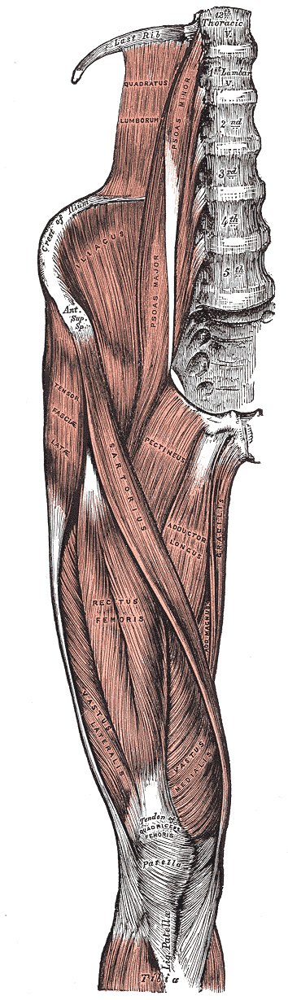 12th
Thoracic
V.
Last Rib
1st Lumbar
V.
QUADRATUS
LUMBORUM
PSOAS MINOR
2nd
3rd
4th
5th
Crest of Ilium
ILIACUS
PSOAS MAJOR
Ant.
Sup.
Sp.
TENSOR
FASCIÆ
LATÆ
SARTORIUS
PECTINEUS
ADDUCTOR
LONGUS
GRACILIS
ADD. MAGNUS
RECTUS
FEMORIS
VASTUS
LATERALIS
VASTUS
MEDIALIS
Tendon of
QUADRICEPS
FEMORIS
Patella
Lig. Patellæ
Tibia